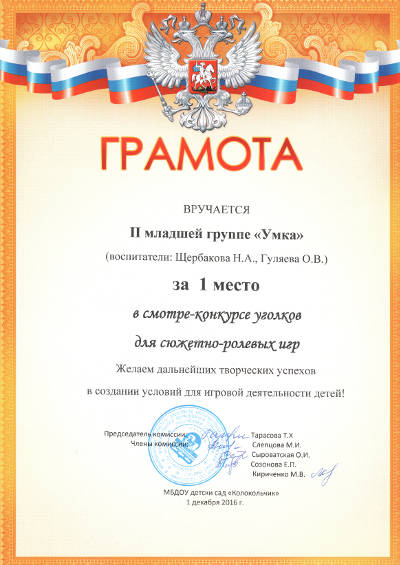 ГРАМОТА
ВРУЧАЕТСЯ
II младшей группе «Умка»
(воспитатели: Щербакова Н.А., Гуляева О.В.)
за 1 место
в смотре-конкурсе уголков
для сюжетно-ролевых игр
Желаем дальнейших творческих успехов
в создании условий для игровой деятельности детей!
Председатель комиссии: Тарасова Т.Х
Члены комиссии: Слепцова М.И.
Сыроватская О.И.
Созонова Е.П.
Кириченко М.В.
МБДОУ детский сад «Колокольчик»
1 декабря 2016 г.